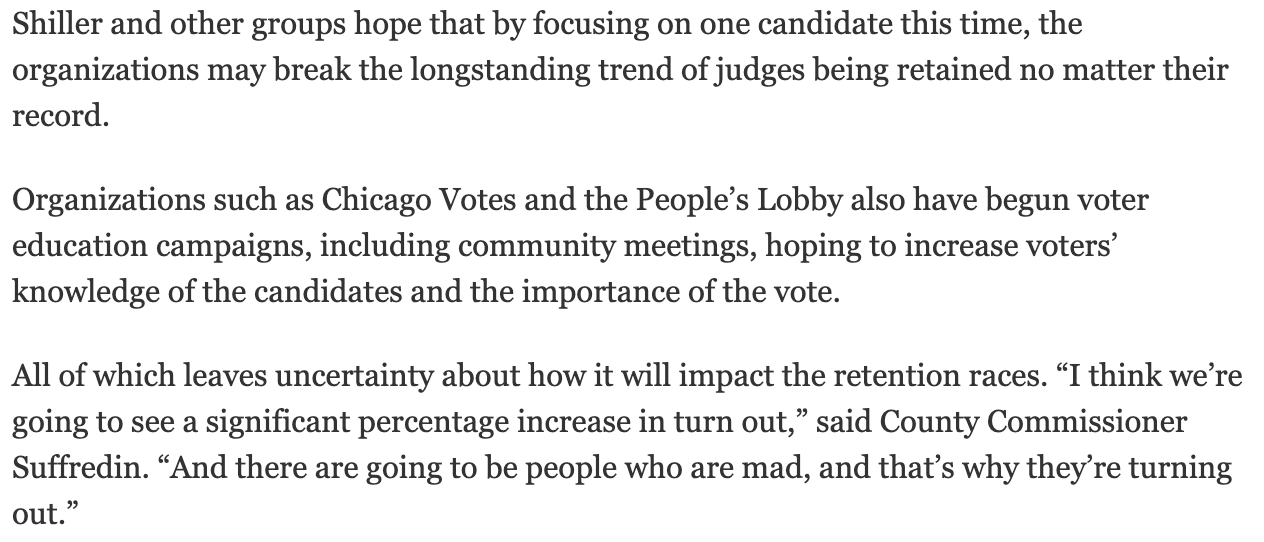 Shiller and other groups hope that by focusing on one candidate this time, the
organizations may break the longstanding trend of judges being retained no matter their
record.
Organizations such as Chicago Votes and the People’s Lobby also have begun voter
education campaigns, including community meetings, hoping to increase voters’
knowledge of the candidates and the importance of the vote.
All of which leaves uncertainty about how it will impact the retention races. “I think we’re
going to see a significant percentage increase in turn out,” said County Commissioner
Suffredin. “And there are going to be people who are mad, and that’s why they’re turning
out.”